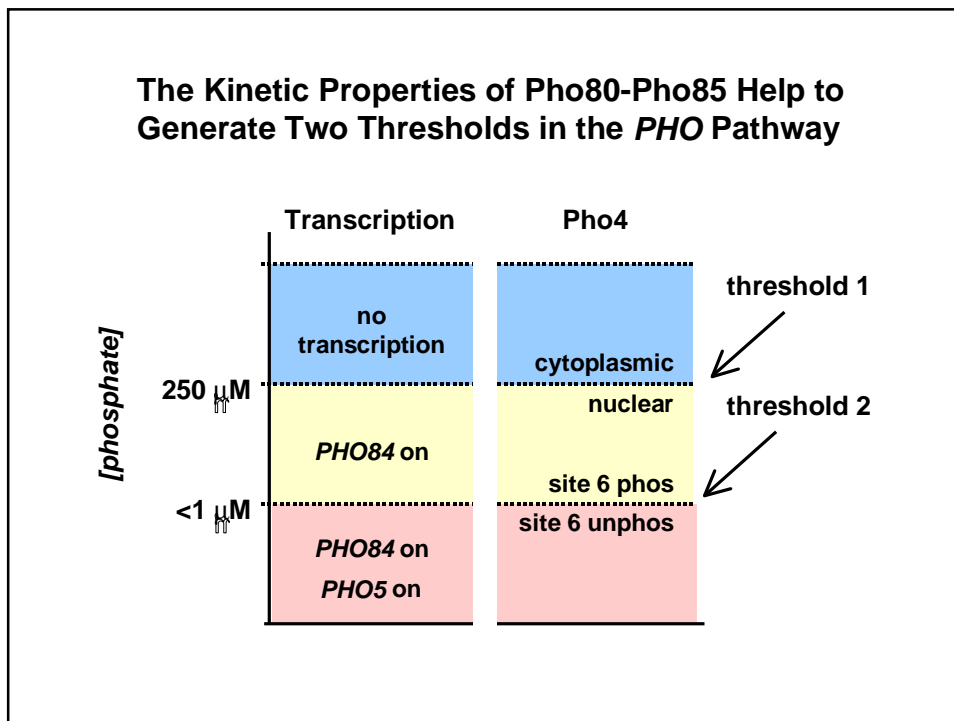 The Kinetic Properties of Pho80-Pho85 Help to
Generate Two Thresholds in the PHO Pathway
Transcription
Pho4
[phosphate]
no
transcription
cytoplasmic
threshold 1
250 μM
nuclear
threshold 2
PHO84 on
site 6 phos
<1 μM
site 6 unphos
PHO84 on
PHO5 on